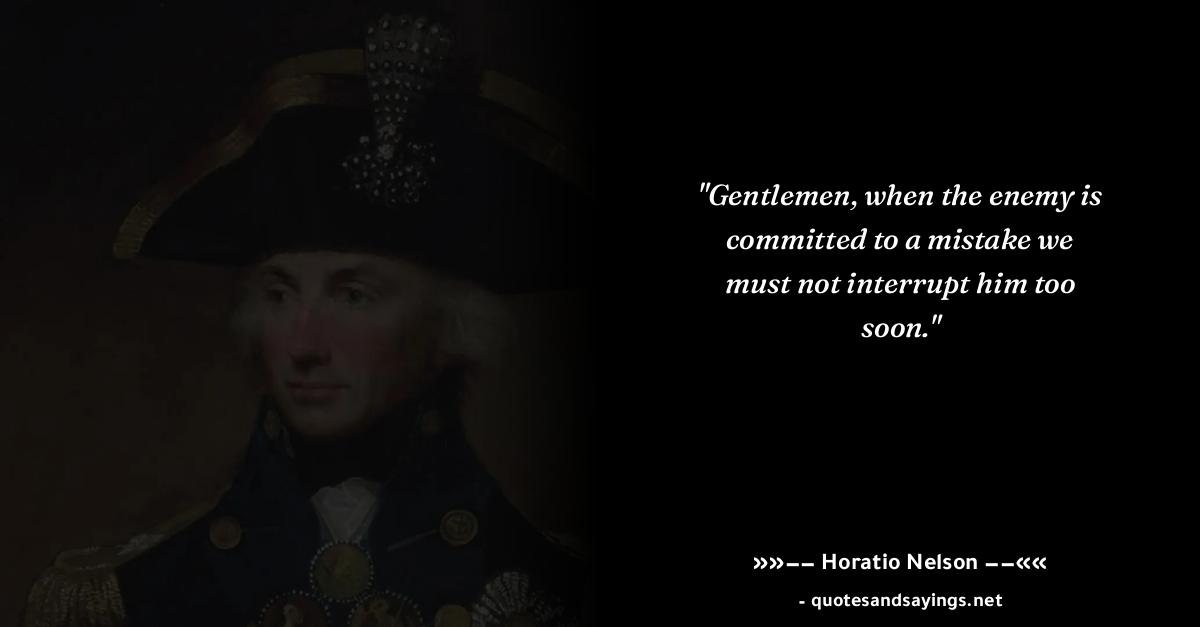 "Gentlemen, when the enemy is
committed to a mistake we
must not interrupt him too
soon."
»»−− Horatio Nelson −−««
- quotesandsayings.net